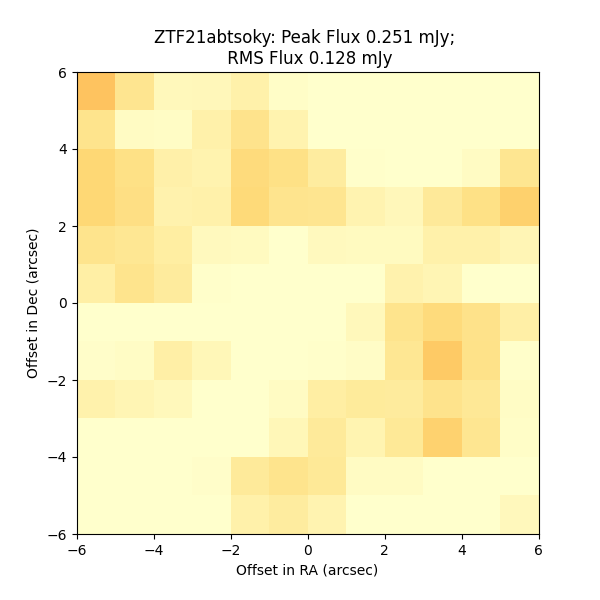 ZTF21abtsoky: Peak Flux 0.251 mJy;
RMS Flux 0.128 mJy
6
4
2
0
−2
−4
−6
Offset in Dec (arcsec)
−6 −4 −2 0 2 4 6
Offset in RA (arcsec)